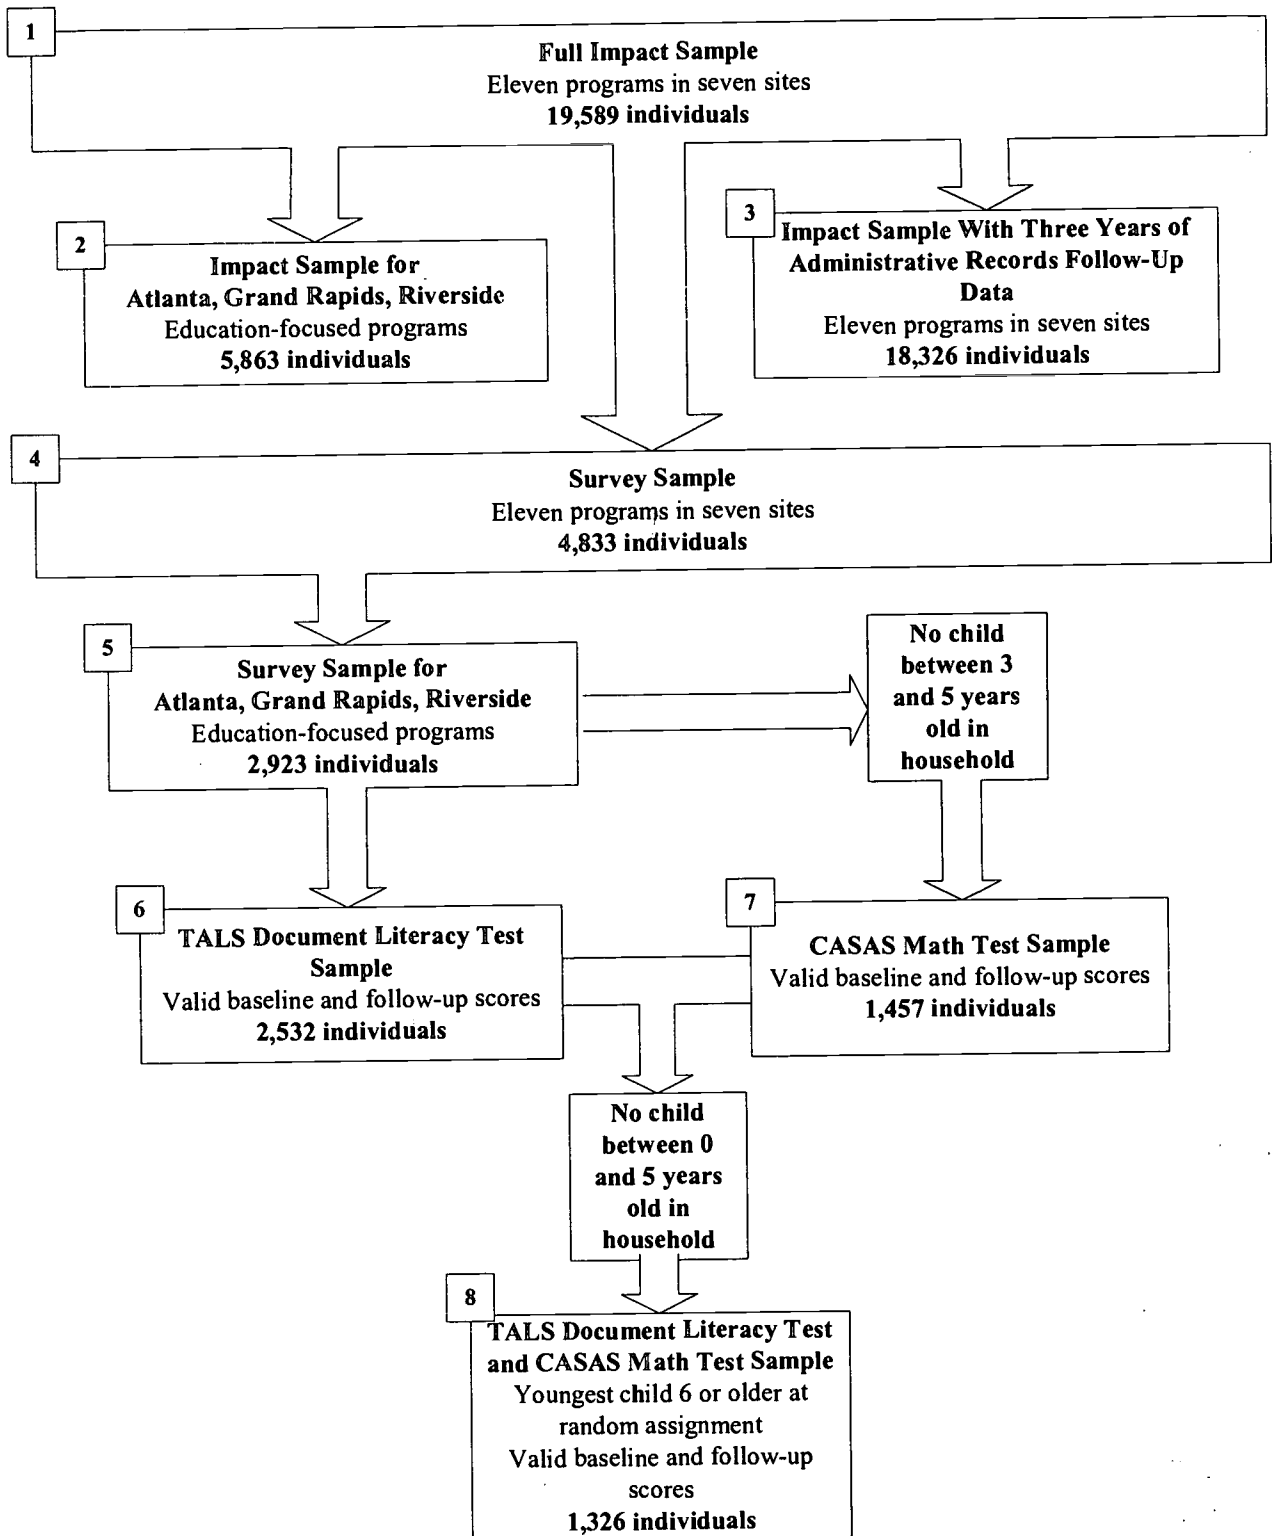 1
Full Impact Sample
Eleven programs in seven sites
19,589 individuals
2
Impact Sample for
Atlanta, Grand Rapids, Riverside
Education-focused programs
5,863 individuals
3
Impact Sample With Three Years of
Administrative Records Follow-Up
Data
Eleven programs in seven sites
18,326 individuals
4
Survey Sample
Eleven programs in seven sites
4,833 individuals
5
Survey Sample for
Atlanta, Grand Rapids, Riverside
Education-focused programs
2,923 individuals
No child
between 3
and 5 years
old in
household
6
TALS Document Literacy Test
Sample
Valid baseline and follow-up scores
2,532 individuals
7
CASAS Math Test Sample
Valid baseline and follow-up scores
1,457 individuals
No child
between 0
and 5 years
old in
household
8
TALS Document Literacy Test
and CASAS Math Test Sample
Youngest child 6 or older at
random assignment
Valid baseline and follow-up
scores
1,326 individuals